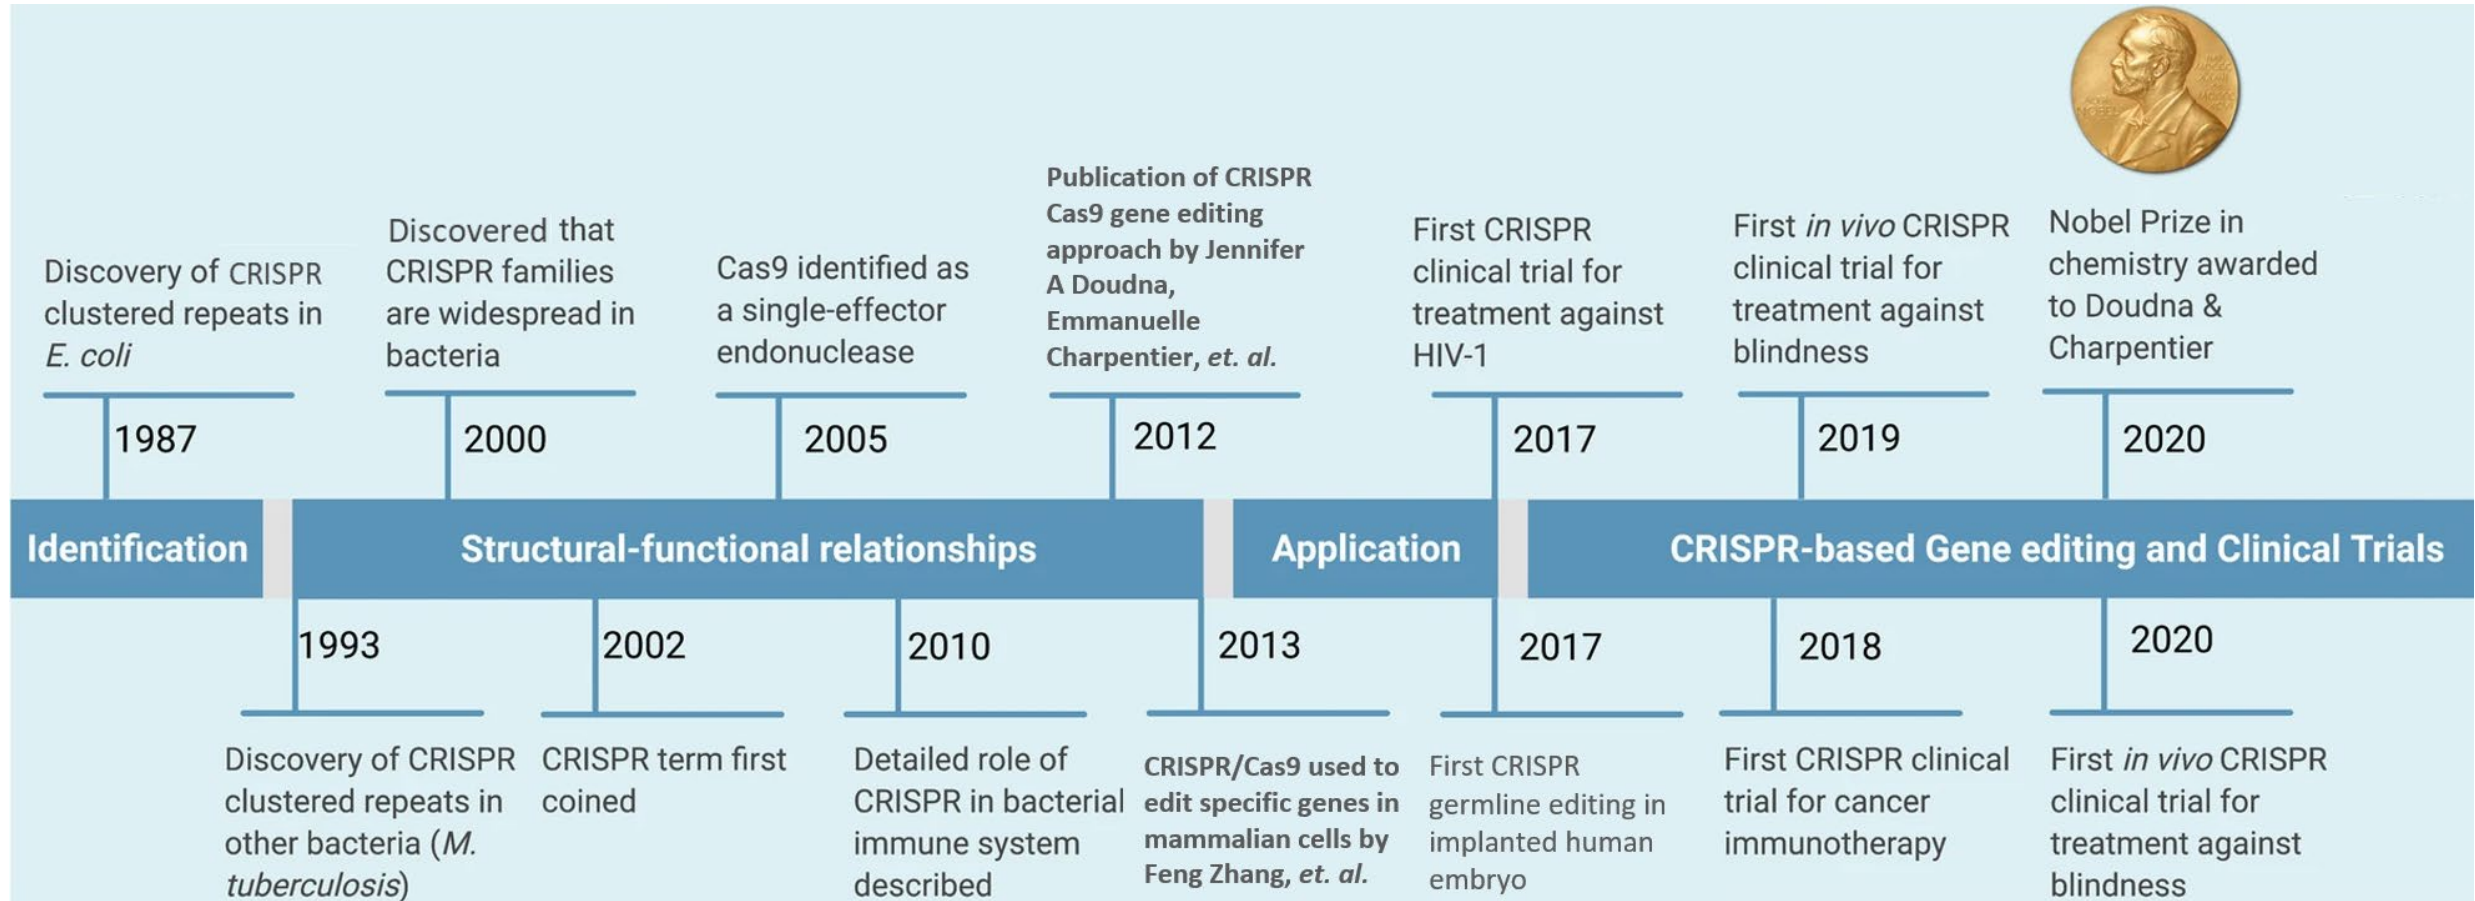 Discovery of CRISPR
clustered repeats in
E. coli
1987
Discovered that
CRISPR families
are widespread in
bacteria
2000
Cas9 identified as
a single-effector
endonuclease
2005
Publication of CRISPR
Cas9 gene editing
approach by Jennifer
A Doudna,
Emmanuelle
Charpentier, et. al.
2012
First CRISPR
clinical trial for
treatment against
HIV-1
2017
First in vivo CRISPR
clinical trial for
treatment against
blindness
2019
Nobel Prize in
chemistry awarded
to Doudna &
Charpentier
2020
Identification
Structural-functional relationships
Application
CRISPR-based Gene editing and Clinical Trials
1993
Discovery of CRISPR
clustered repeats in
other bacteria (M.
tuberculosis)
2002
CRISPR term first
coined
2010
Detailed role of
CRISPR in bacterial
immune system
described
2013
CRISPR/Cas9 used to
edit specific genes in
mammalian cells by
Feng Zhang, et. al.
2017
First CRISPR
germline editing in
implanted human
embryo
2018
First CRISPR clinical
trial for cancer
immunotherapy
2020
First in vivo CRISPR
clinical trial for
treatment against
blindness